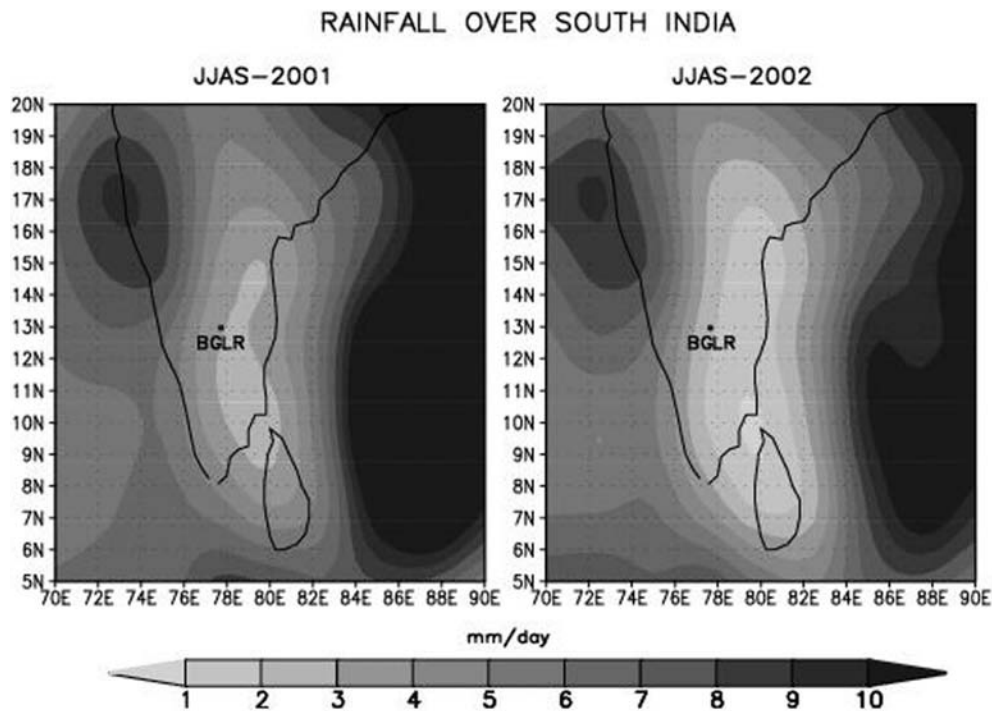 RAINFALL OVER SOUTH INDIA
JJAS-2001
JJAS-2002
20N
19N
18N
17N
16N
15N
14N
13N
12N
11N
10N
9N
8N
7N
6N
5N
BGLR
70E 72E 74E 76E 78E 80E 82E 84E 86E 88E 90E
20N
19N
18N
17N
16N
15N
14N
13N
12N
11N
10N
9N
8N
7N
6N
5N
BGLR
70E 72E 74E 76E 78E 80E 82E 84E 86E 88E 90E
mm/day
1 2 3 4 5 6 7 8 9 10